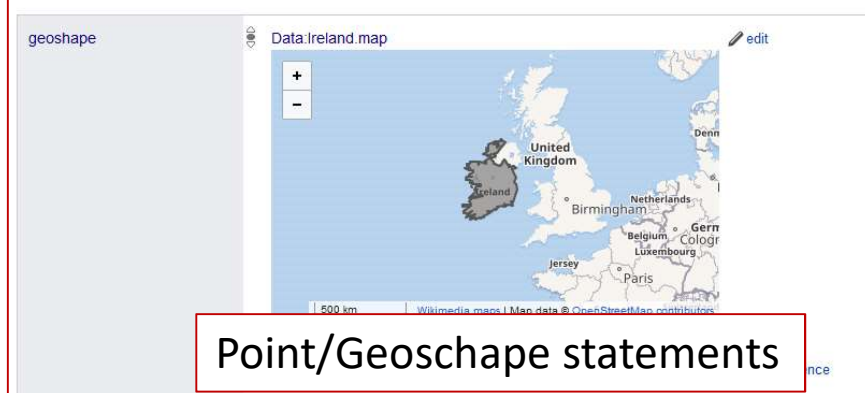 geoshape
Data:Ireland.map
edit
+
−
United
Kingdom
Ireland
Birmingham
Netherlands
Belgium
Cologr
Luxembourg
Jersey
Paris
500 km
Wikimedia maps | Map data © OpenStreetMap contributors
Point/Geoschape statements